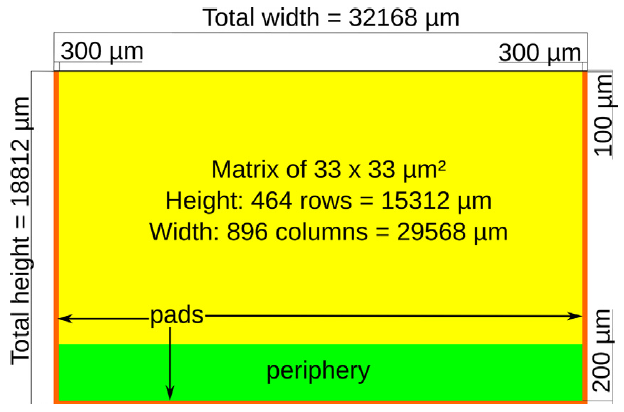 Total width = 32168 µm
300 µm
300 µm
Total height = 18812 µm
100 µm
Matrix of 33 x 33 µm²
Height: 464 rows = 15312 µm
Width: 896 columns = 29568 µm
pads
200 µm
periphery